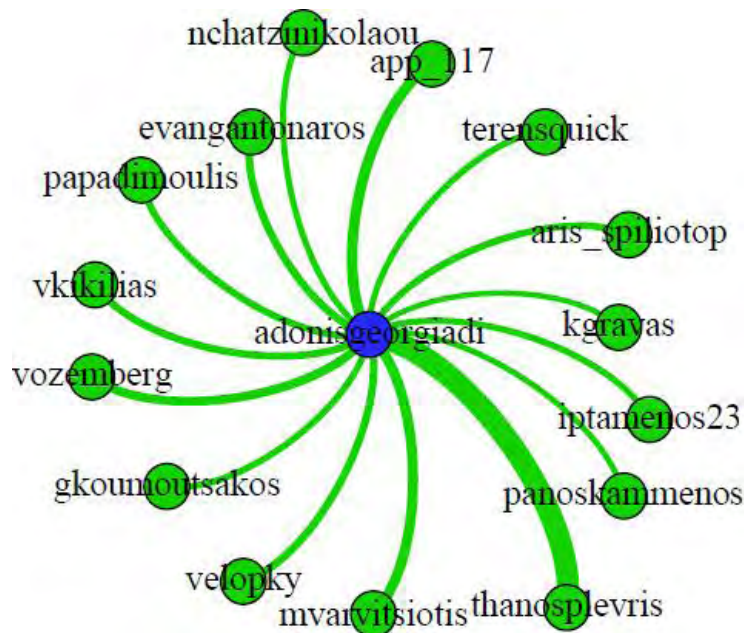 nchatzinikolaou
app_117
evangantonaros
terensquick
papadimoulis
aris_spiliotop
vkikilias
kgravas
adonisgeorgiadi
vozemberg
iptamenos23
gkoumoutsakos
panoskammenos
velopky
thanosplevris
mvarvitsiotis